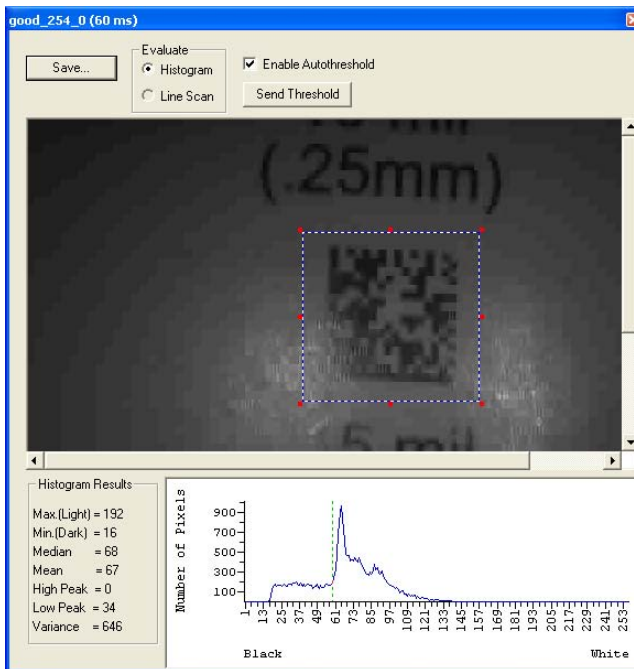 good_254_0 (60 ms)
Save...
Evaluate
Histogram
Line Scan
Enable Autothreshold
Send Threshold
mil
(.25mm)
5 mil
Histogram Results
Max.(Light) = 192
Min.(Dark) = 16
Median = 68
Mean = 67
High Peak = 0
Low Peak = 34
Variance = 646
Number of Pixels
900
700
500
300
100
1 13 25 37 49 61 73 85 97 109 121 133 145 157 169 181 193 205 217 229 241 253
Black White